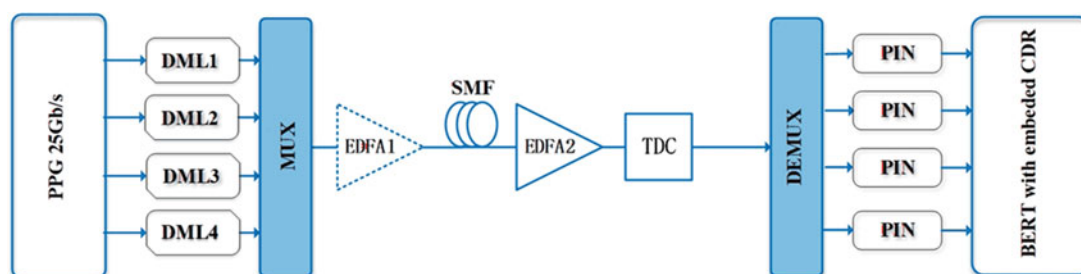 PPG 25Gb/s
DML1
DML2
DML3
DML4
MUX
EDFA1
SMF
EDFA2
TDC
DEMUX
PIN
PIN
PIN
PIN
BERT with embeded CDR